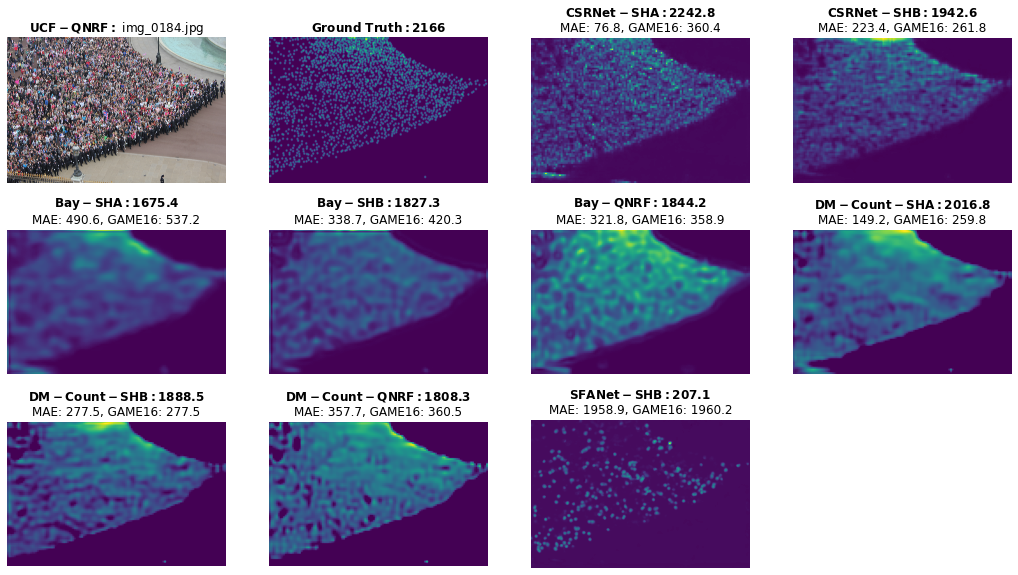 UCF − QNRF : img_0184.jpg
Ground Truth : 2166
CSRNet − SHA : 2242.8
MAE: 76.8, GAME16: 360.4
CSRNet − SHB : 1942.6
MAE: 223.4, GAME16: 261.8
Bay − SHA : 1675.4
MAE: 490.6, GAME16: 537.2
Bay − SHB : 1827.3
MAE: 338.7, GAME16: 420.3
Bay − QNRF : 1844.2
MAE: 321.8, GAME16: 358.9
DM − Count − SHA : 2016.8
MAE: 149.2, GAME16: 259.8
DM − Count − SHB : 1888.5
MAE: 277.5, GAME16: 277.5
DM − Count − QNRF : 1808.3
MAE: 357.7, GAME16: 360.5
SFANet − SHB : 207.1
MAE: 1958.9, GAME16: 1960.2